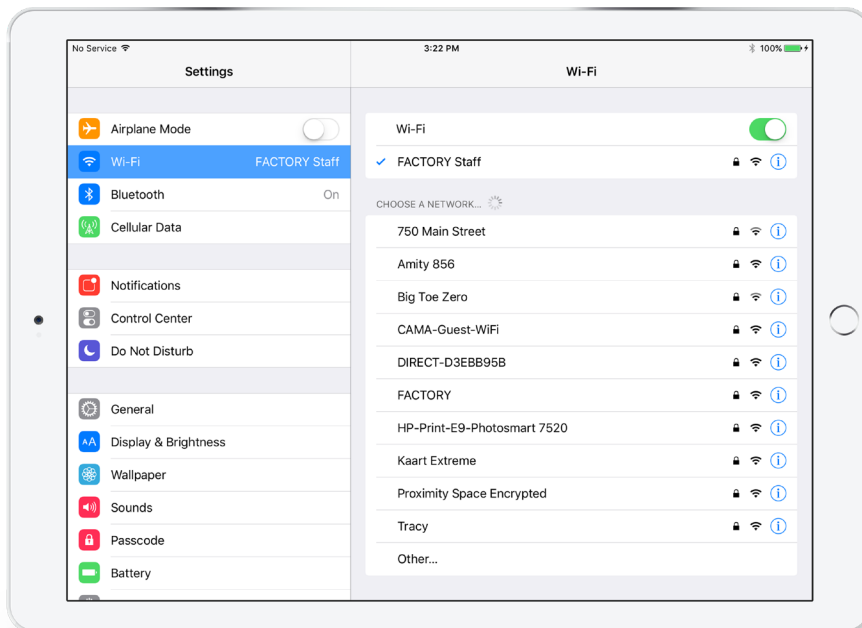 No Service
3:22 PM
100%
Settings
Wi-Fi
Airplane Mode
Wi-Fi FACTORY Staff
Bluetooth On
Cellular Data
Notifications
Control Center
Do Not Disturb
General
AA Display & Brightness
Wallpaper
Sounds
Passcode
Battery
Wi-Fi
FACTORY Staff
CHOOSE A NETWORK...
750 Main Street
Amity 856
Big Toe Zero
CAMA-Guest-WiFi
DIRECT-D3EBB95B
FACTORY
HP-Print-E9-Photosmart 7520
Kaart Extreme
Proximity Space Encrypted
Tracy
Other...